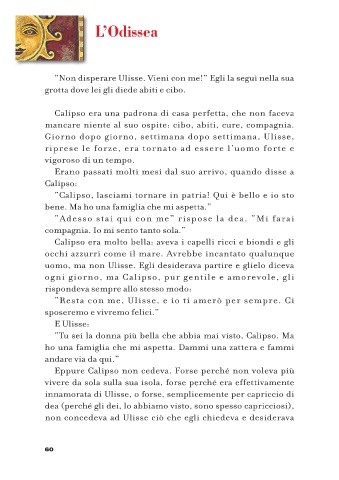 L'Odissea
"Non disperare Ulisse. Vieni con me!" Egli la seguì nella sua
grotta dove lei gli diede abiti e cibo.
Calipso era una padrona di casa perfetta, che non faceva
mancare niente al suo ospite: cibo, abiti, cure, compagnia.
Giorno dopo giorno, settimana dopo settimana, Ulisse,
riprese le forze, era tornato ad essere l'uomo forte e
vigoroso di un tempo.
Erano passati molti mesi dal suo arrivo, quando disse a
Calipso:
"Calipso, lasciami tornare in patria! Qui è bello e io sto
bene. Ma ho una famiglia che mi aspetta."
"Adesso stai qui con me" rispose la dea. "Mi farai
compagnia. Io mi sento tanto sola."
Calipso era molto bella: aveva i capelli ricci e biondi e gli
occhi azzurri come il mare. Avrebbe incantato qualunque
uomo, ma non Ulisse. Egli desiderava partire e glielo diceva
ogni giorno, ma Calipso, pur gentile e amorevole, gli
rispondeva sempre allo stesso modo:
"Resta con me, Ulisse, e io ti amerò per sempre. Ci
sposeremo e vivremo felici."
E Ulisse:
"Tu sei la donna più bella che abbia mai visto, Calipso. Ma
ho una famiglia che mi aspetta. Dammi una zattera e fammi
andare via da qui."
Eppure Calipso non cedeva. Forse perché non voleva più
vivere da sola sulla sua isola, forse perché era effettivamente
innamorata di Ulisse, o forse, semplicemente per capriccio di
dea (perché gli dei, lo abbiamo visto, sono spesso capricciosi),
non concedeva ad Ulisse ciò che egli chiedeva e desiderava
60